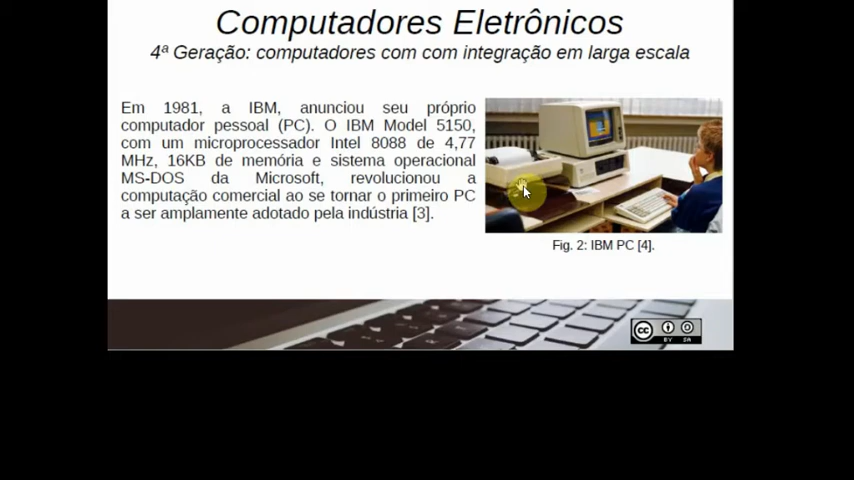 Computadores Eletrônicos
4ª Geração: computadores com com integração em larga escala
Em 1981, a IBM, anunciou seu próprio
computador pessoal (PC). O IBM Model 5150,
com um microprocessador Intel 8088 de 4,77
MHz, 16KB de memória e sistema operacional
MS-DOS da Microsoft, revolucionou a
computação comercial ao se tornar o primeiro PC
a ser amplamente adotado pela indústria [3].
Fig. 2: IBM PC [4].
cc
BY SA